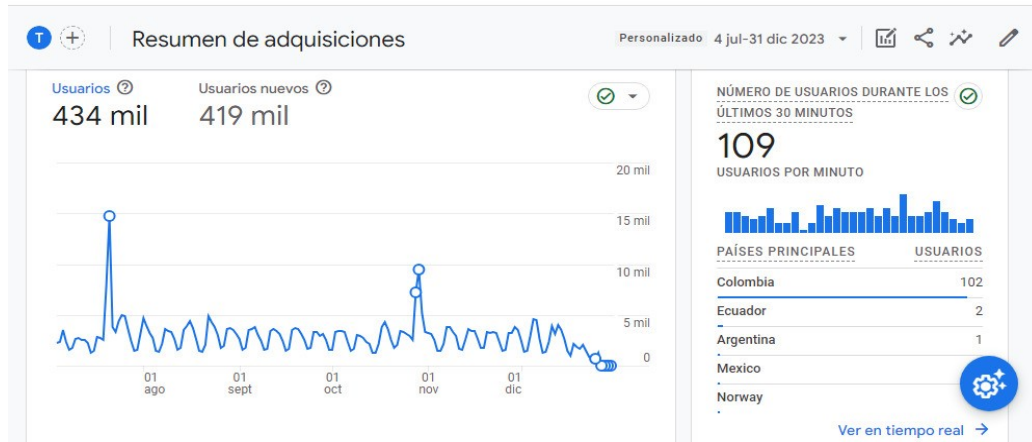 T
Resumen de adquisiciones
Personalizado 4 jul-31 dic 2023
Usuarios
434 mil
Usuarios nuevos
419 mil
20 mil
15 mil
10 mil
5 mil
0
01
ago
01
sept
01
oct
01
nov
01
dic
NÚMERO DE USUARIOS DURANTE LOS
ÚLTIMOS 30 MINUTOS
109
USUARIOS POR MINUTO
PAÍSES PRINCIPALES USUARIOS
Colombia 102
Ecuador 2
Argentina 1
Mexico
Norway
Ver en tiempo real